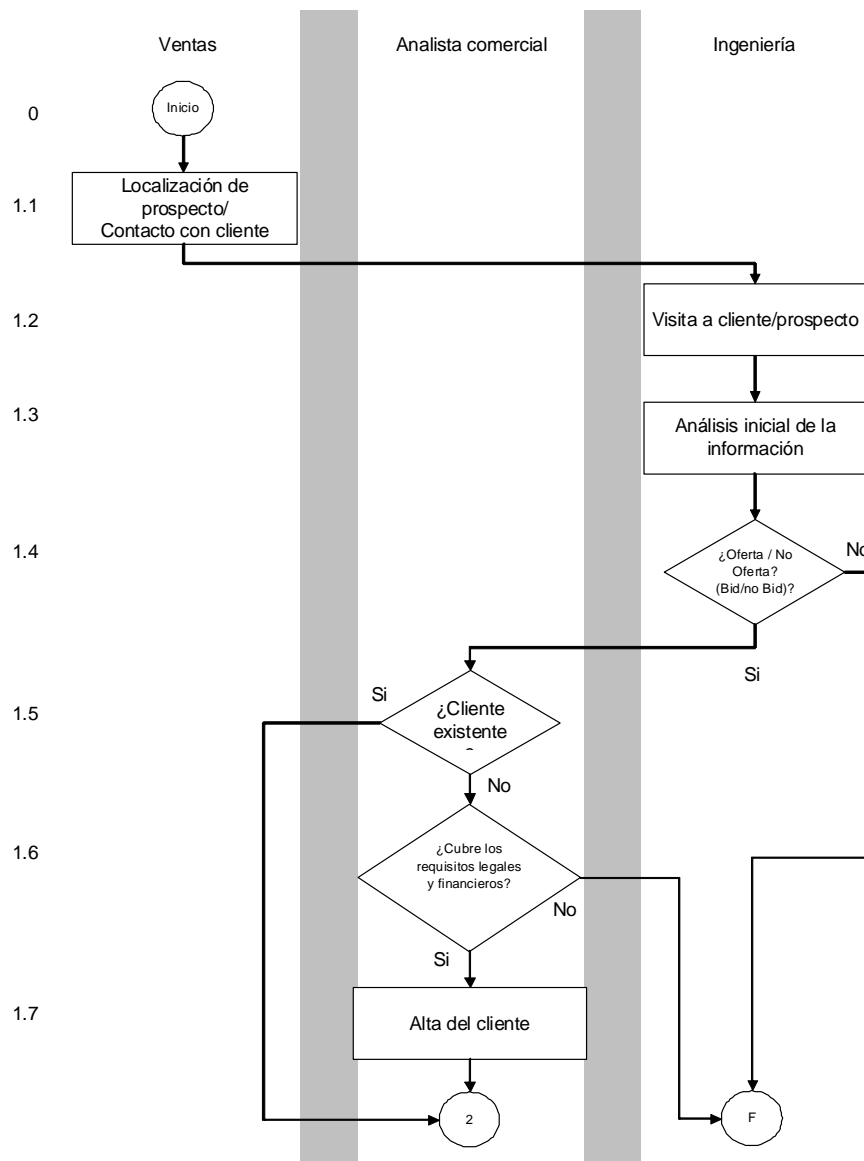 Ventas
Analista comercial
Ingeniería
0
Inicio
1.1
Localización de
prospecto/
Contacto con cliente
1.2
Visita a cliente/prospecto
1.3
Análisis inicial de la
información
1.4
¿Oferta / No
Oferta?
(Bid/no Bid)?
No
Si
1.5
Si
¿Cliente
existente
No
1.6
¿Cubre los
requisitos legales
y financieros?
No
Si
1.7
Alta del cliente
2
F